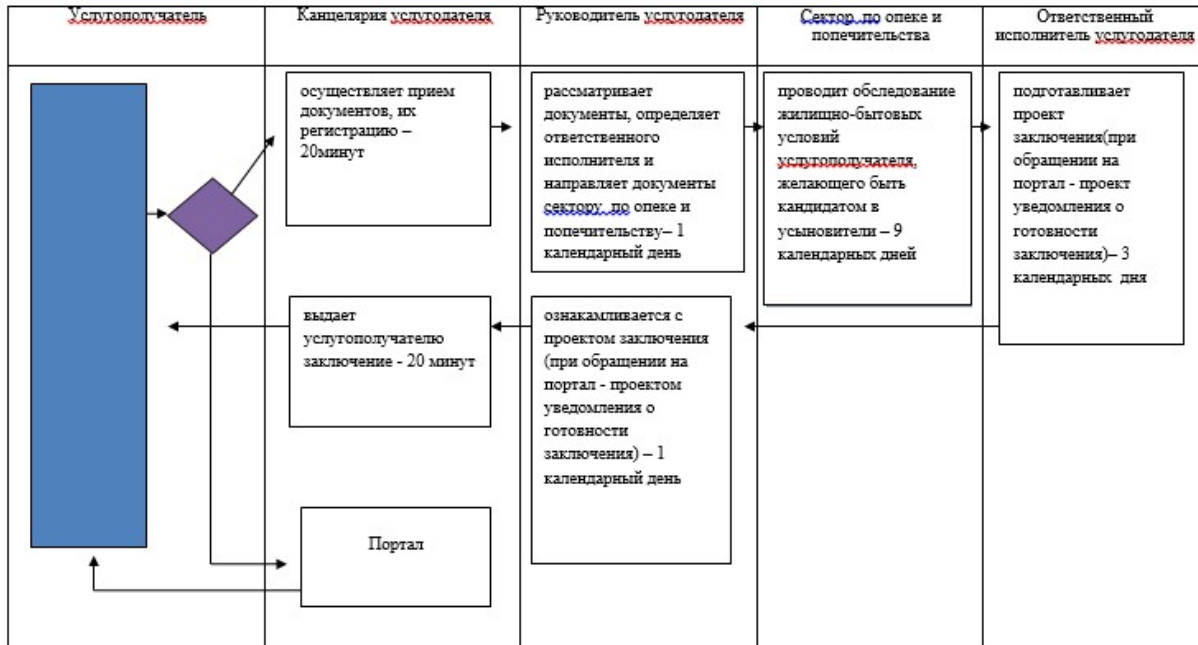 Услугополучатель
Канцелярия услугодателя
Руководитель услугодателя
Сектор по опеке и
попечительства
Ответственный
исполнитель услугодателя
осуществляет прием
документов, их
регистрацию –
20минут
рассматривает
документы, определяет
ответственного
исполнителя и
направляет документы
сектору по опеке и
попечительству– 1
календарный день
проводит обследование
жилищно-бытовых
условий
услугополучателя,
желающего быть
кандидатом в
усыновители – 9
календарных дней
подготавливает
проект
заключения(при
обращении на
портал - проект
уведомления о
готовности
заключения)– 3
календарных дня
выдает
услугополучателю
заключение - 20 минут
ознакамливается с
проектом заключения
(при обращении на
портал - проектом
уведомления о
готовности
заключения) – 1
календарный день
Портал